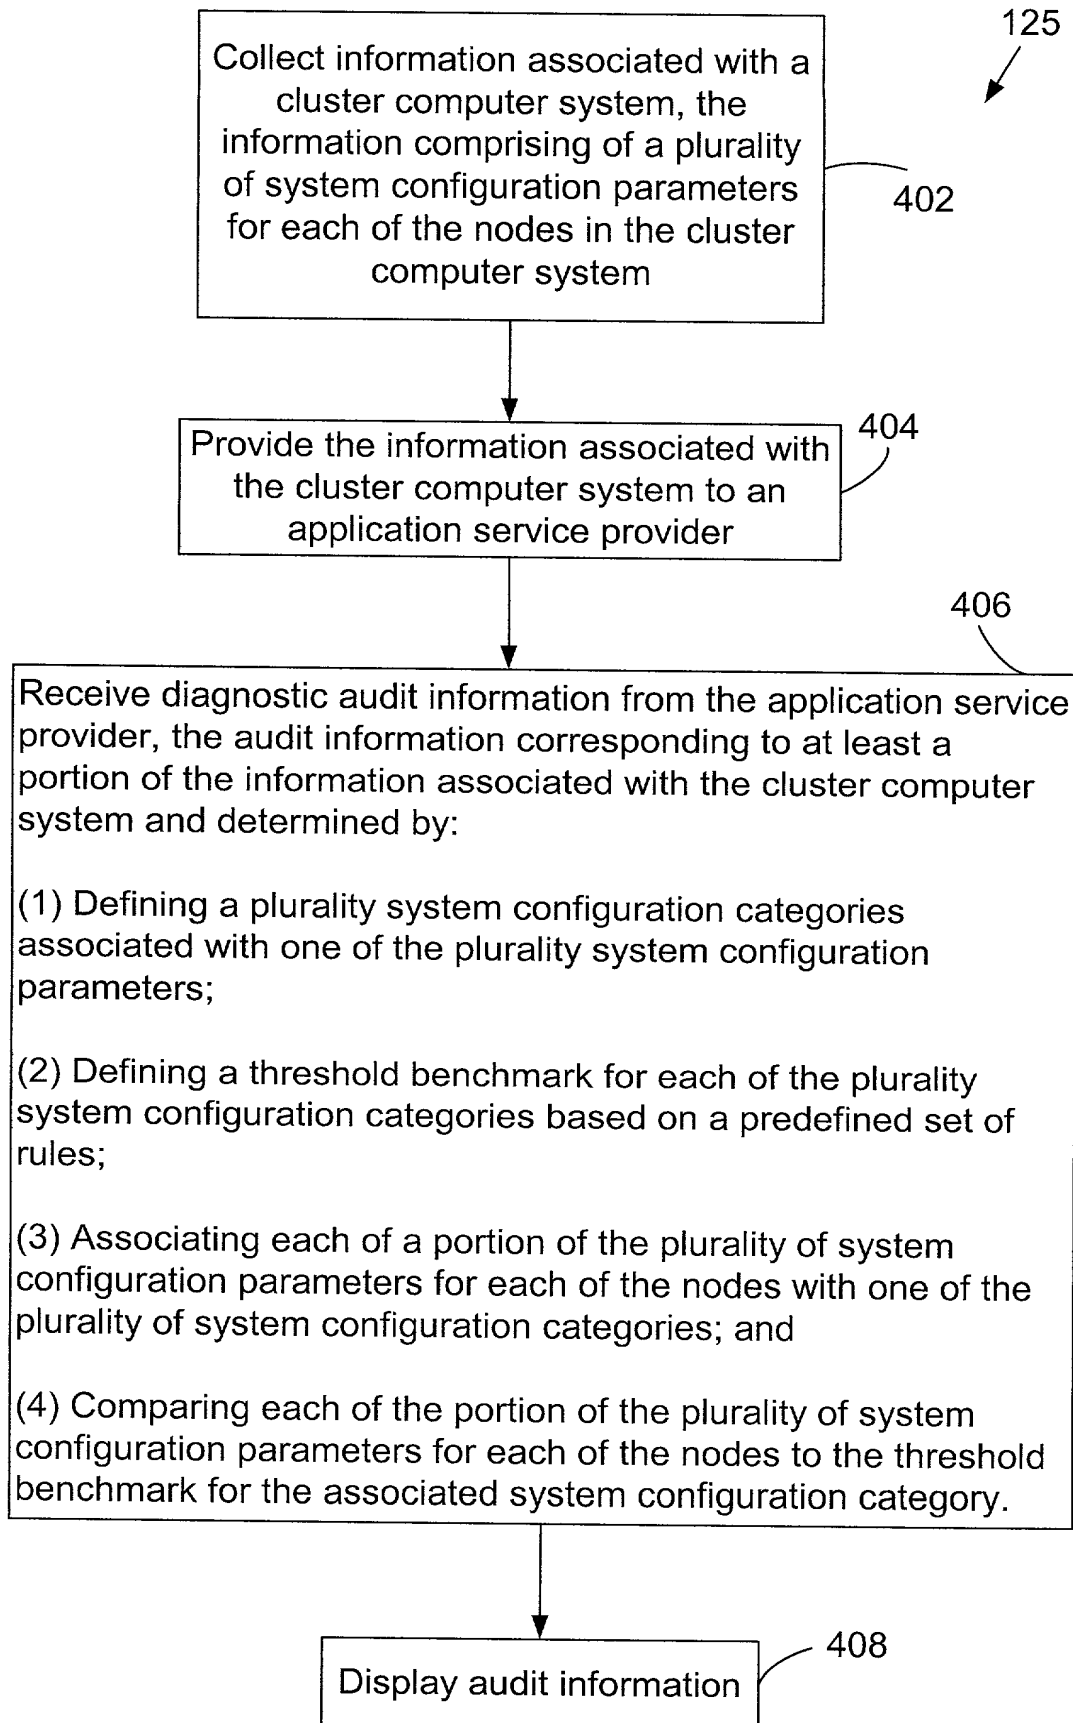 125
Collect information associated with a
cluster computer system, the
information comprising of a plurality
of system configuration parameters
for each of the nodes in the cluster
computer system
402
404
Provide the information associated with
the cluster computer system to an
application service provider
406
Receive diagnostic audit information from the application service
provider, the audit information corresponding to at least a
portion of the information associated with the cluster computer
system and determined by:
(1) Defining a plurality system configuration categories
associated with one of the plurality system configuration
parameters;
(2) Defining a threshold benchmark for each of the plurality
system configuration categories based on a predefined set of
rules;
(3) Associating each of a portion of the plurality of system
configuration parameters for each of the nodes with one of the
plurality of system configuration categories; and
(4) Comparing each of the portion of the plurality of system
configuration parameters for each of the nodes to the threshold
benchmark for the associated system configuration category.
408
Display audit information